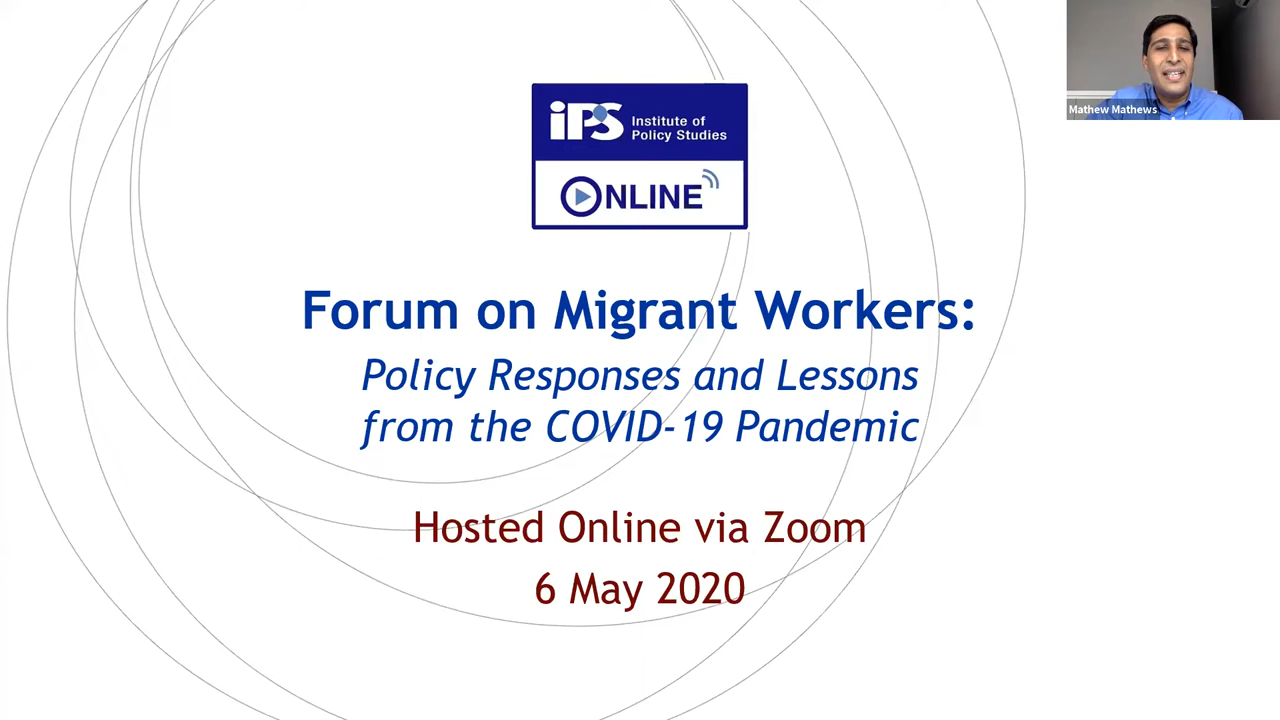 iPS Institute of
Policy Studies
ONLINE
Mathew Mathews
Forum on Migrant Workers:
Policy Responses and Lessons
from the COVID-19 Pandemic
Hosted Online via Zoom
6 May 2020